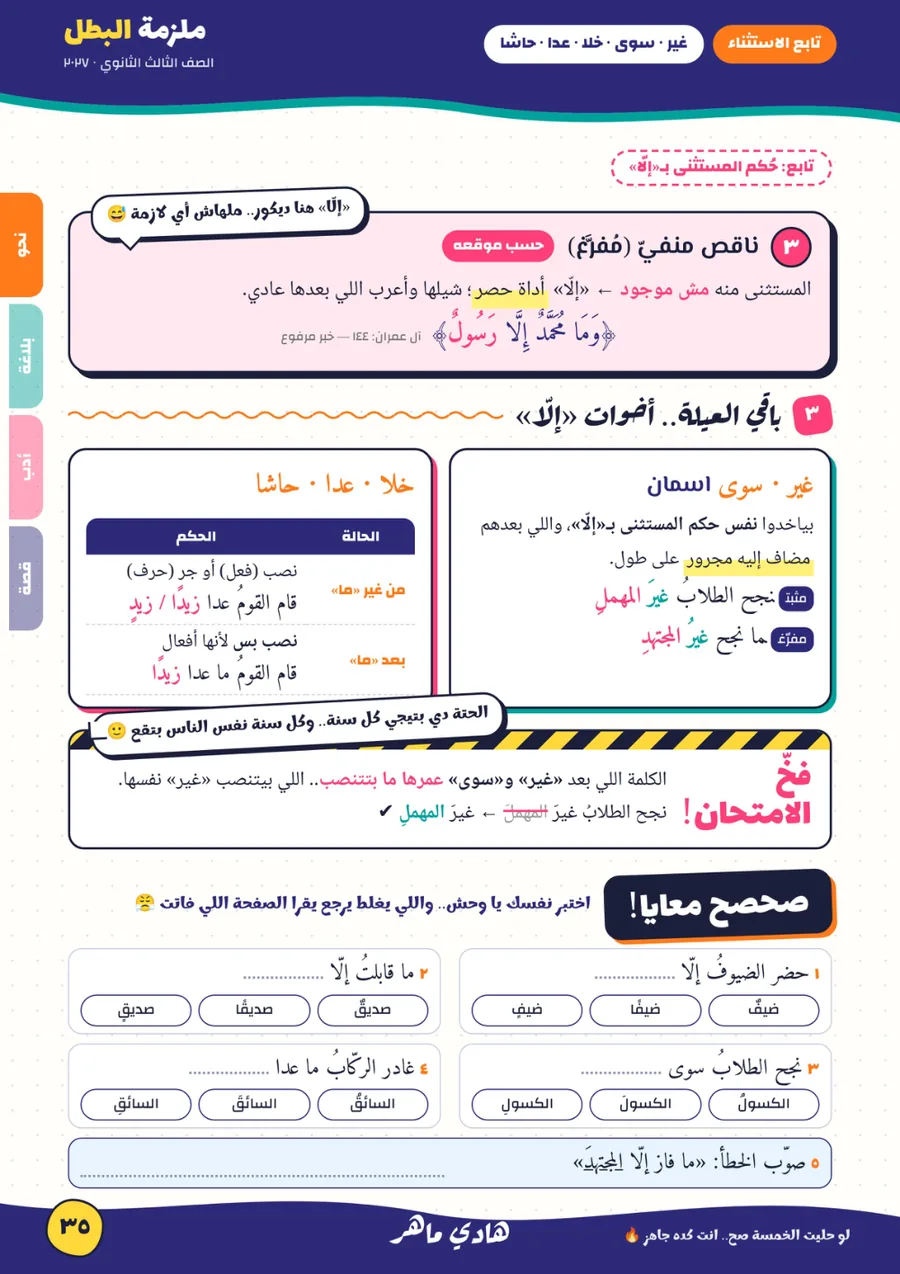 ملزمة البطل
الصف الثالث الثانوي · ٢٠٢٧
تابع الاستثناء
غير · سوى · خلا · عدا · حاشا
نحو
بلاغة
أدب
قصة
تابع: حُكم المستثنى بـ«إلّا»
«إلّا» هنا ديكور.. ملهاش أي لازمة 😅
٣ ناقص منفيّ (مُفرَّغ) حسب موقعه
المستثنى منه مش موجود ← «إلّا» أداة حصر؛ شيلها وأعرب اللي بعدها عادي.
﴿وَمَا مُحَمَّدٌ إِلَّا رَسُولٌ﴾ آل عمران: ١٤٤ — خبر مرفوع
٣ باقي العيلة.. أخوات «إلّا»
غير · سوى اسمان
بياخدوا نفس حكم المستثنى بـ«إلّا»، واللي بعدهم
مضاف إليه مجرور على طول.
مثبت نجح الطلابُ غيرَ المهملِ
مفرّغ ما نجح غيرُ المجتهدِ
خلا · عدا · حاشا
الحالة الحكم
من غير «ما» نصب (فعل) أو جر (حرف)
قام القومُ عدا زيدًا / زيدٍ
بعد «ما» نصب بس لأنها أفعال
قام القومُ ما عدا زيدًا
الحتة دي بتيجي كل سنة.. وكل سنة نفس الناس بتقع 🙂
فخّ
الامتحان!
الكلمة اللي بعد «غير» و«سوى» عمرها ما بتتنصب.. اللي بيتنصب «غير» نفسها.
نجح الطلابُ غيرَ المهملَ ← غيرَ المهملِ ✔
صحصح معايا!
اختبر نفسك يا وحش.. واللي يغلط يرجع يقرا الصفحة اللي فاتت 😤
١ حضر الضيوفُ إلّا ..................
ضيفٌ ضيفًا ضيفٍ
٢ ما قابلتُ إلّا ..................
صديقٌ صديقًا صديقٍ
٣ نجح الطلابُ سوى ..................
الكسولُ الكسولَ الكسولِ
٤ غادر الركّابُ ما عدا ..................
السائقُ السائقَ السائقِ
٥ صوّب الخطأ: «ما فاز إلّا المجتهدَ» ..................
لو حليت الخمسة صح.. انت كده جاهز 🔥
هادي ماهر
٣٥